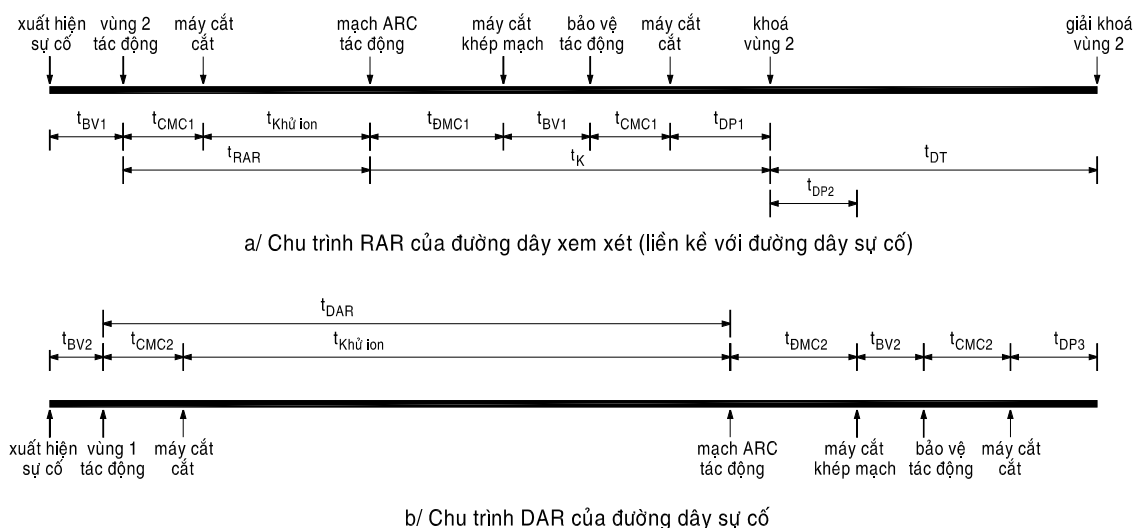 xuất hiện sự cố
vùng 2 tác động
máy cắt cắt
mạch ARC tác động
máy cắt khép mạch
bảo vệ tác động
máy cắt cắt
khoá vùng 2
giải khoá vùng 2
tBV1
tCMC1
tKhử ion
tĐMC1
tBV1
tCMC1
tDP1
tRAR
tK
tDT
tDP2
a/ Chu trình RAR của đường dây xem xét (liền kề với đường dây sự cố)
tDAR
tBV2
tCMC2
tKhử ion
tĐMC2
tBV2
tCMC2
tDP3
xuất hiện sự cố
vùng 1 tác động
máy cắt cắt
mạch ARC tác động
máy cắt khép mạch
bảo vệ tác động
máy cắt cắt
b/ Chu trình DAR của đường dây sự cố